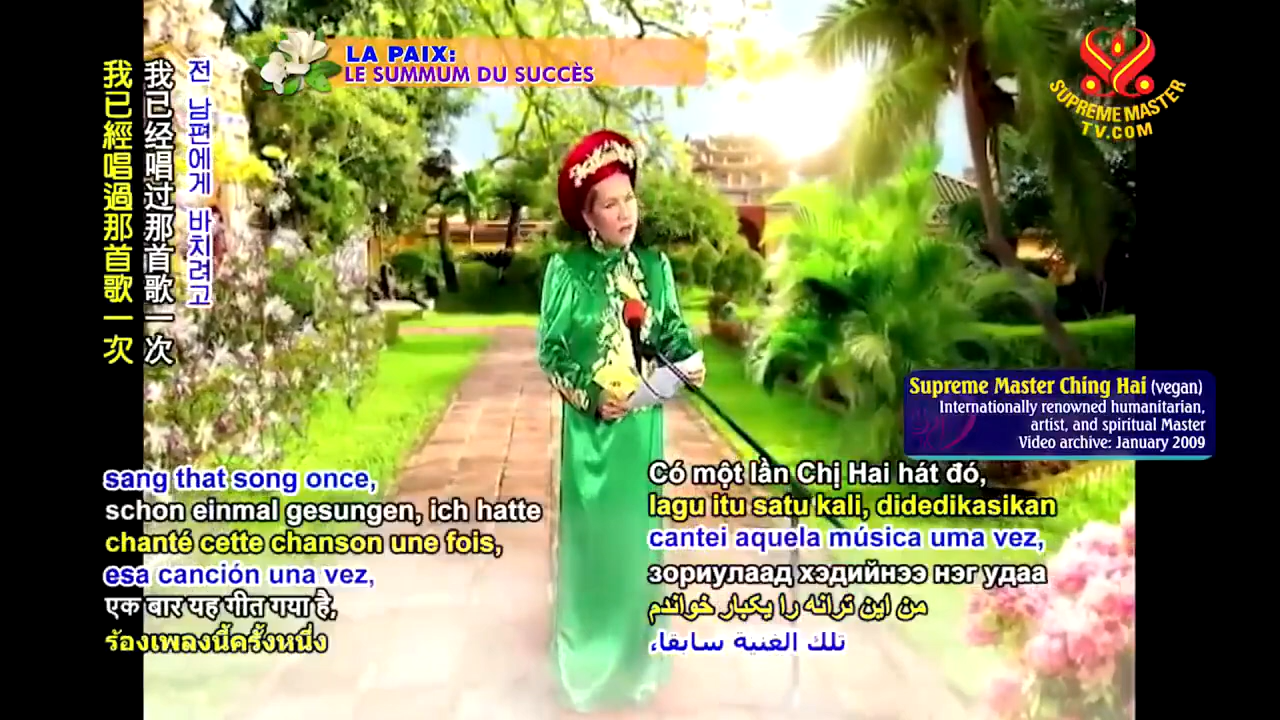 LA PAIX:
LE SUMMUM DU SUCCÈS
SUPREME MASTER
TV.COM
我已經唱過那首歌一次
我已经唱过那首歌一次
전 남편에게 바치려고
Supreme Master Ching Hai (vegan)
Internationally renowned humanitarian,
artist, and spiritual Master
Video archive: January 2009
sang that song once,
schon einmal gesungen, ich hatte
chanté cette chanson une fois,
esa canción una vez,
एक बार यह गीत गया है,
ร้องเพลงนี้ครั้งหนึ่ง
Có một lần Chị Hai hát đó,
lagu itu satu kali, didedikasikan
cantei aquela música uma vez,
зориулаад хэдийнээ нэг удаа
من این ترانه را یکبار خواندم
تلك الغنية سابقا،